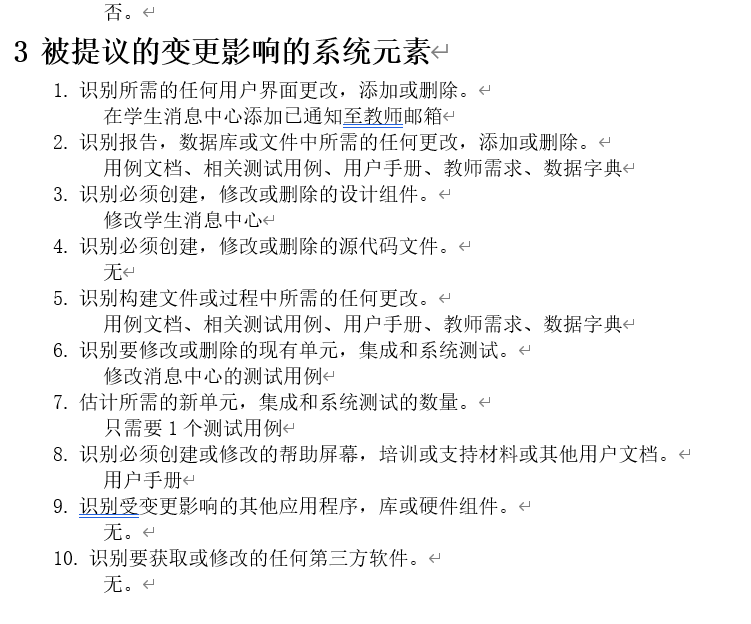 否。
3 被提议的变更影响的系统元素
1. 识别所需的任何用户界面更改，添加或删除。
在学生消息中心添加已通知至教师邮箱
2. 识别报告，数据库或文件中所需的任何更改，添加或删除。
用例文档、相关测试用例、用户手册、教师需求、数据字典
3. 识别必须创建，修改或删除的设计组件。
修改学生消息中心
4. 识别必须创建，修改或删除的源代码文件。
无
5. 识别构建文件或过程中所需的任何更改。
用例文档、相关测试用例、用户手册、教师需求、数据字典
6. 识别要修改或删除的现有单元，集成和系统测试。
修改消息中心的测试用例
7. 估计所需的新单元，集成和系统测试的数量。
只需要 1 个测试用例
8. 识别必须创建或修改的帮助屏幕，培训或支持材料或其他用户文档。
用户手册
9. 识别受变更影响的其他应用程序，库或硬件组件。
无。
10. 识别要获取或修改的任何第三方软件。
无。